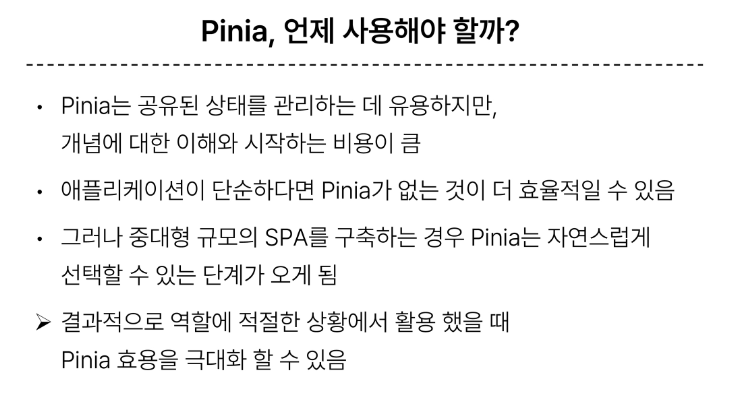 Pinia, 언제 사용해야 할까?
• Pinia는 공유된 상태를 관리하는 데 유용하지만,
개념에 대한 이해와 시작하는 비용이 큼
• 애플리케이션이 단순하다면 Pinia가 없는 것이 더 효율적일 수 있음
• 그러나 중대형 규모의 SPA를 구축하는 경우 Pinia는 자연스럽게
선택할 수 있는 단계가 오게 됨
➢ 결과적으로 역할에 적절한 상황에서 활용 했을 때
Pinia 효용을 극대화 할 수 있음